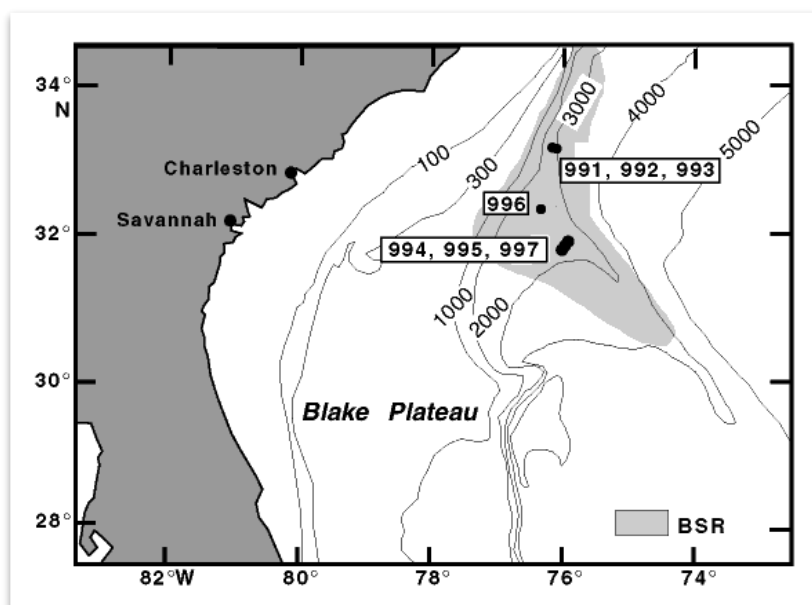 34°
N
3000
4000
5000
100
Charleston
991, 992, 993
300
996
Savannah
32°
994, 995, 997
1000
2000
30°
Blake Plateau
28°
BSR
82°W
80°
78°
76°
74°